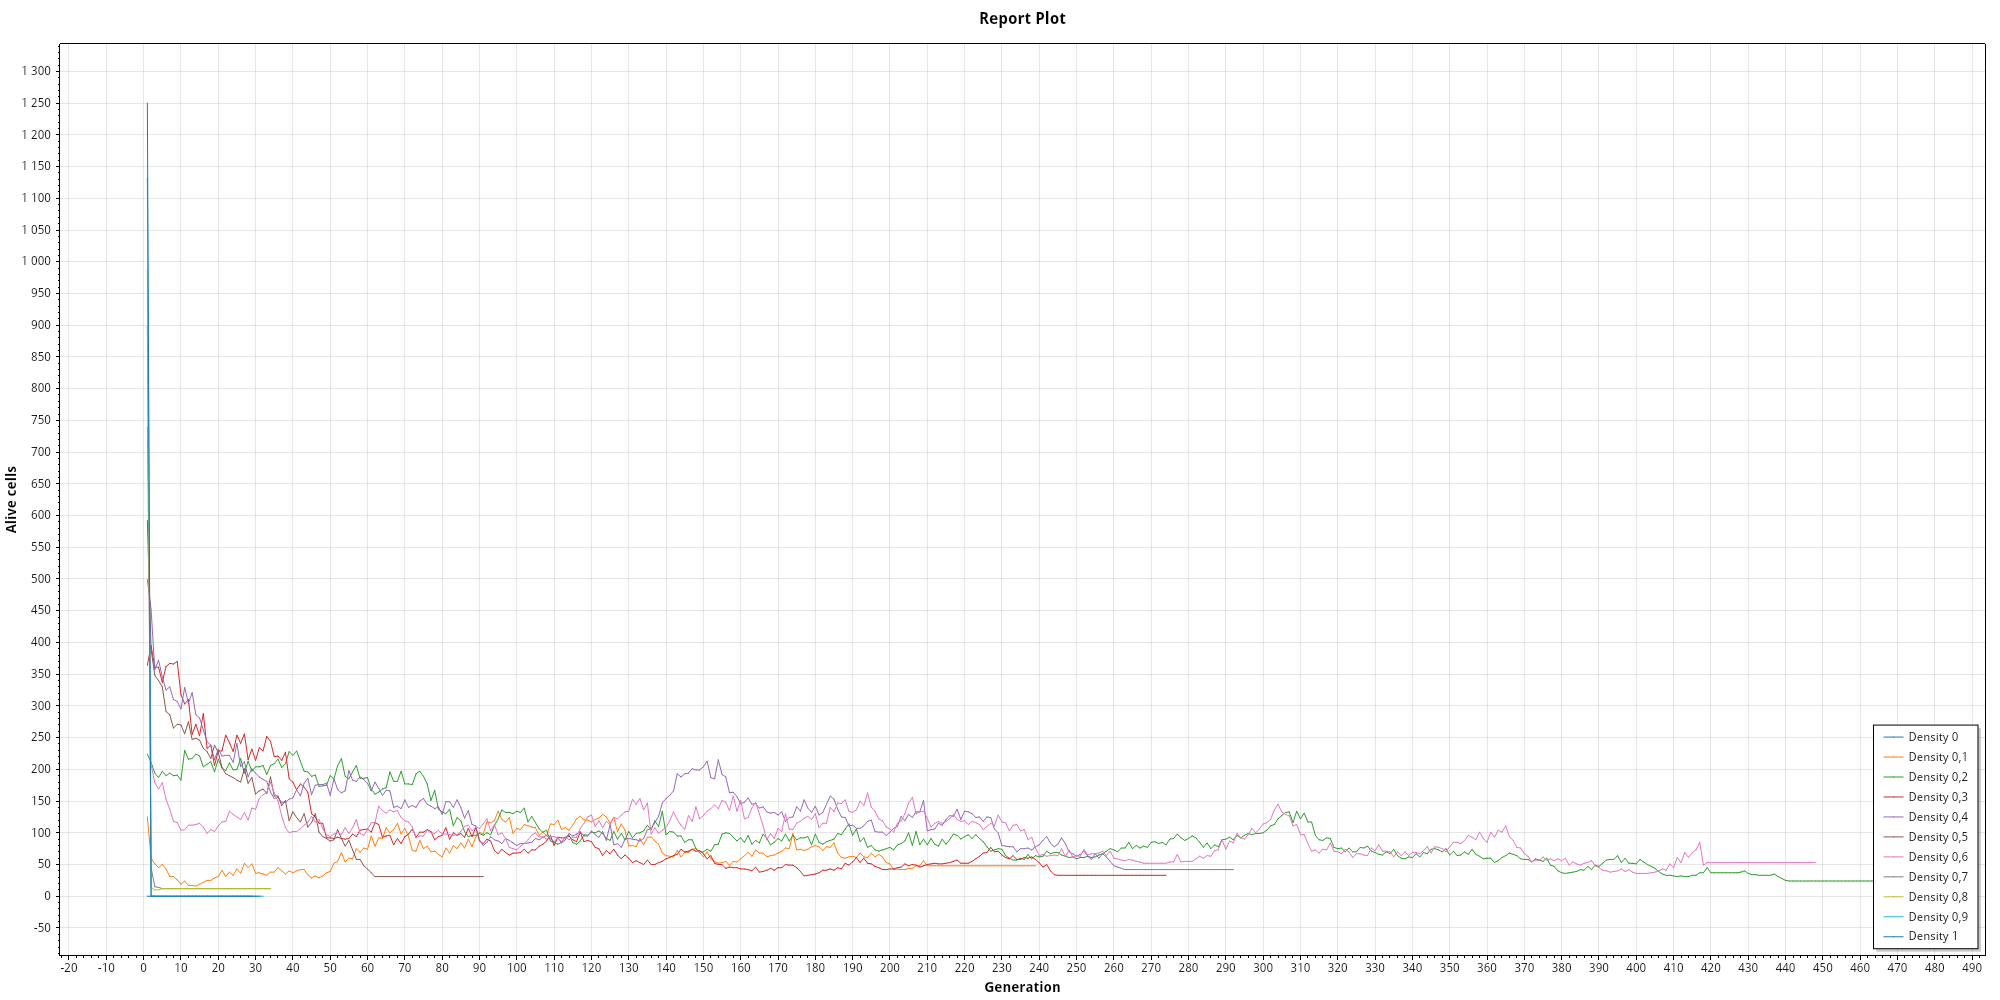 Report Plot
1 300
1 250
1 200
1 150
1 100
1 050
1 000
950
900
850
800
750
700
650
600
550
500
450
400
350
300
250
200
150
100
50
0
-50
Alive cells
-20 -10 0 10 20 30 40 50 60 70 80 90 100 110 120 130 140 150 160 170 180 190 200 210 220 230 240 250 260 270 280 290 300 310 320 330 340 350 360 370 380 390 400 410 420 430 440 450 460 470 480 490
Generation
Density 0
Density 0,1
Density 0,2
Density 0,3
Density 0,4
Density 0,5
Density 0,6
Density 0,7
Density 0,8
Density 0,9
Density 1